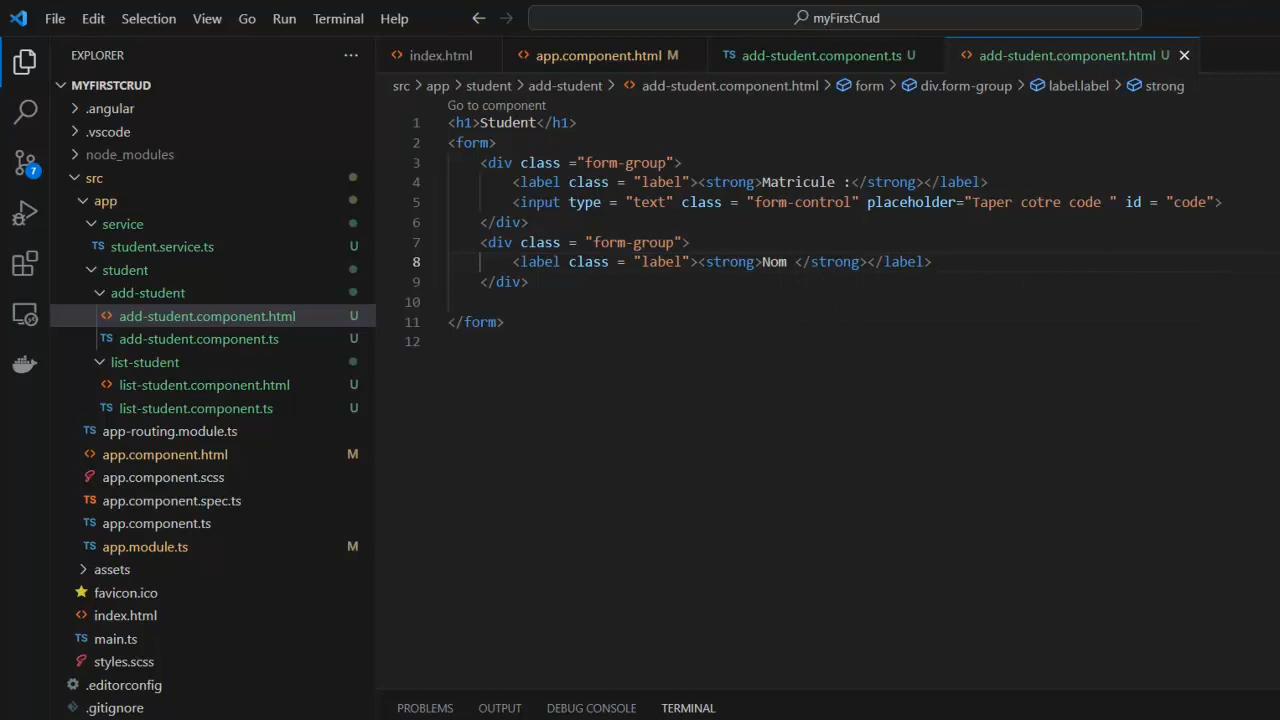 File Edit Selection View Go Run Terminal Help
myFirstCrud
EXPLORER
MYFIRSTCRUD
.angular
.vscode
node_modules
src
app
service
student.service.ts U
student
add-student
add-student.component.html U
add-student.component.ts U
list-student
list-student.component.html U
list-student.component.ts U
app-routing.module.ts
app.component.html M
app.component.scss
app.component.spec.ts
app.component.ts
app.module.ts M
assets
favicon.ico
index.html
main.ts
styles.scss
.editorconfig
.gitignore
7
index.html app.component.html M add-student.component.ts U add-student.component.html U
src app student add-student add-student.component.html form div.form-group label.label strong
Go to component
1 <h1>Student</h1>
2 <form>
3 <div class ="form-group">
4 <label class = "label"><strong>Matricule :</strong></label>
5 <input type = "text" class = "form-control" placeholder="Taper cotre code " id = "code">
6 </div>
7 <div class = "form-group">
8 <label class = "label"><strong>Nom </strong></label>
9 </div>
10
11 </form>
12
PROBLEMS OUTPUT DEBUG CONSOLE TERMINAL